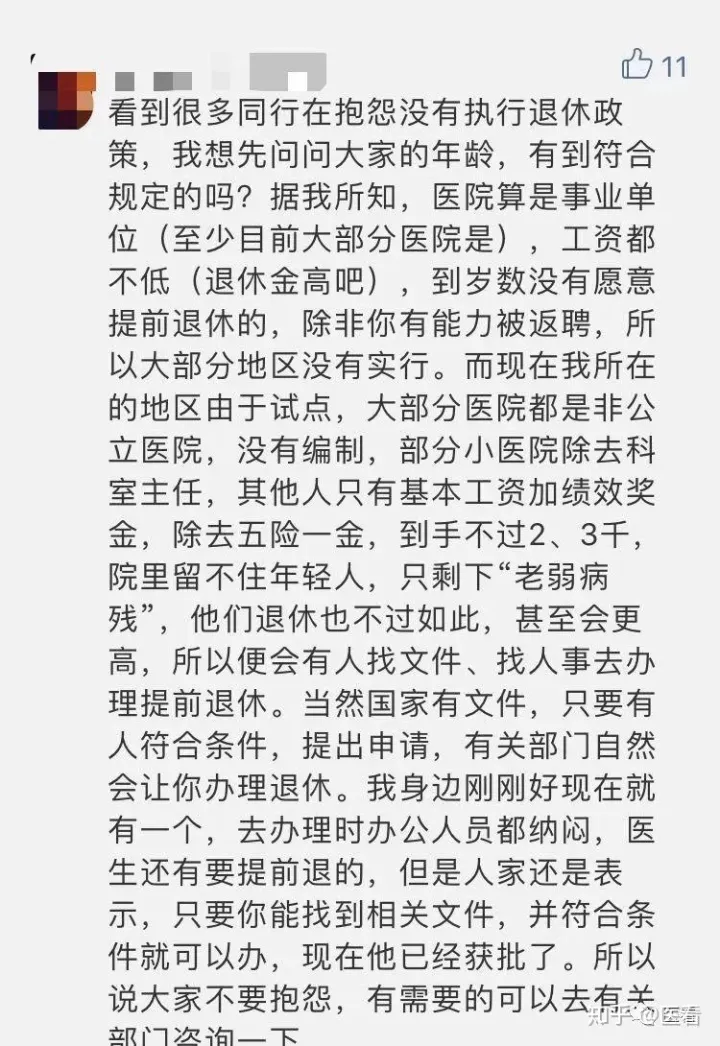 11
看到很多同行在抱怨没有执行退休政
策，我想先问问大家的年龄，有到符合
规定的吗？据我所知，医院算是事业单
位（至少目前大部分医院是），工资都
不低（退休金高吧），到岁数没有愿意
提前退休的，除非你有能力被返聘，所
以大部分地区没有实行。而现在我所在
的地区由于试点，大部分医院都是非公
立医院，没有编制，部分小医院除去科
室主任，其他人只有基本工资加绩效奖
金，除去五险一金，到手不过2、3千，
院里留不住年轻人，只剩下“老弱病
残”，他们退休也不过如此，甚至会更
高，所以便会有人找文件、找人事去办
理提前退休。当然国家有文件，只要有
人符合条件，提出申请，有关部门自然
会让你办理退休。我身边刚刚好现在就
有一个，去办理时办公人员都纳闷，医
生还有要提前退的，但是人家还是表
示，只要你能找到相关文件，并符合条
件就可以办，现在他已经获批了。所以
说大家不要抱怨，有需要的可以去有关
部门咨询一下
知乎 @医看